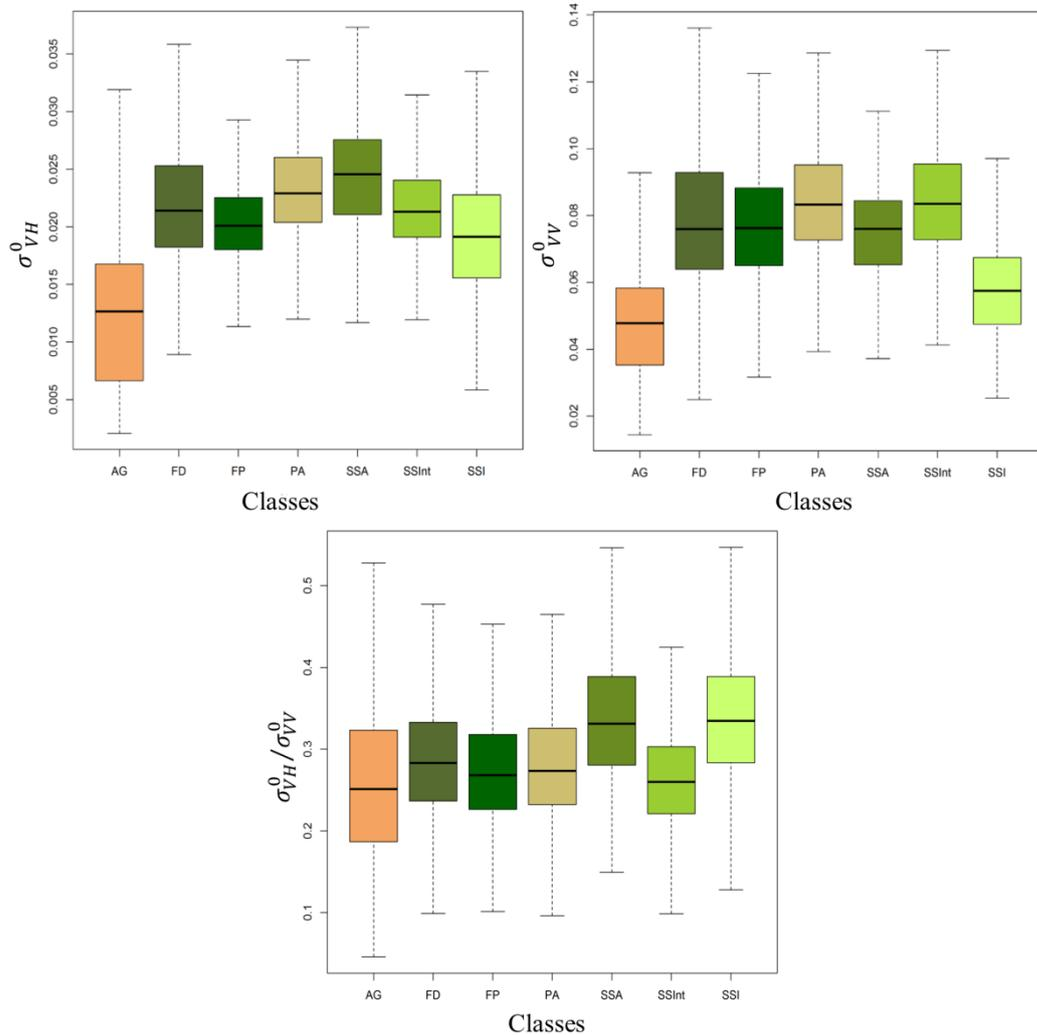 σ⁰VH
0.035
0.030
0.025
0.020
0.015
0.010
0.005
AG FD FP PA SSA SSInt SSI
Classes
σ⁰VV
0.14
0.12
0.10
0.08
0.06
0.04
0.02
AG FD FP PA SSA SSInt SSI
Classes
σ⁰VH/σ⁰VV
0.5
0.4
0.3
0.2
0.1
AG FD FP PA SSA SSInt SSI
Classes